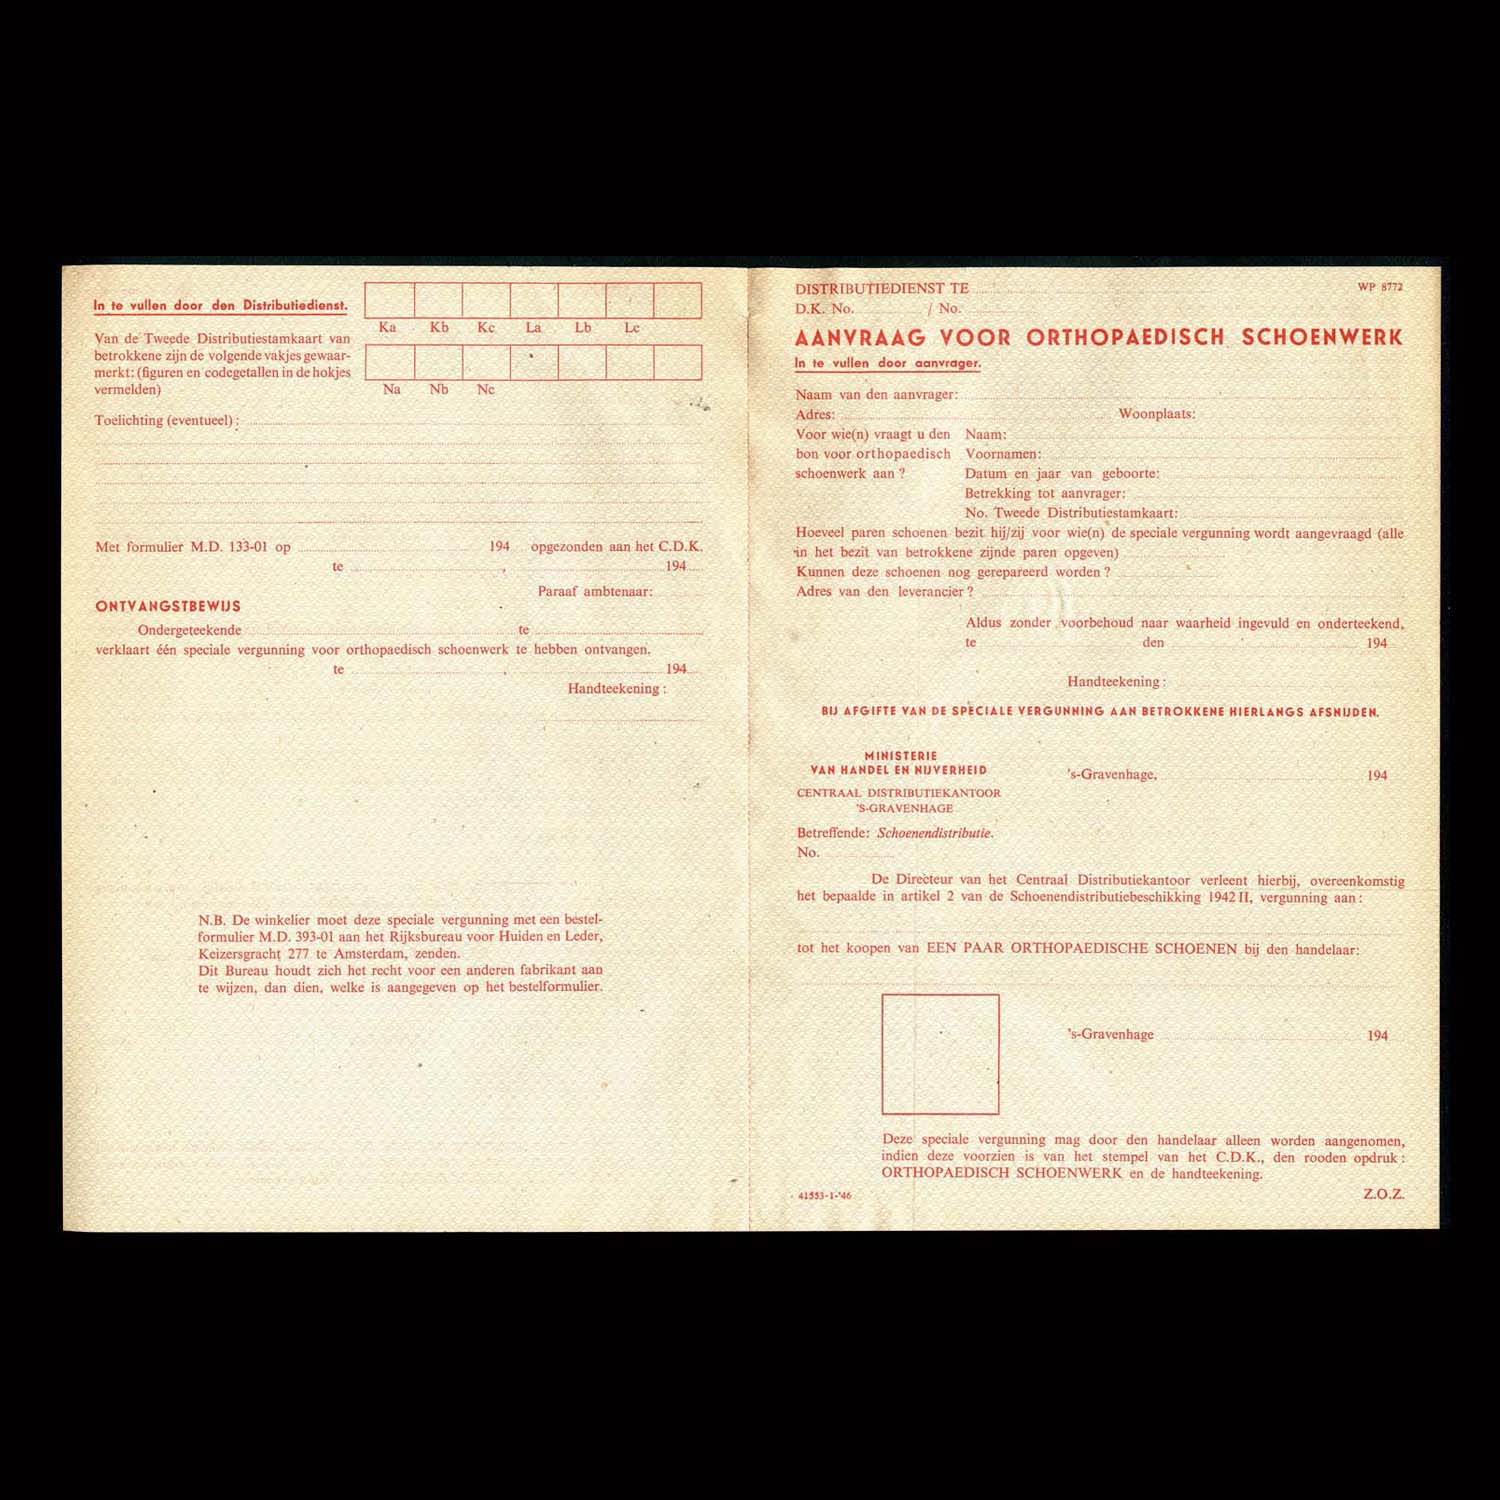 In te vullen door den Distributiedienst.
Van de Tweede Distributiestamkaart van
betrokkene zijn de volgende vakjes gewaar-
merkt: (figuren en codegetallen in de hokjes
vermelden)
Ka Kb Kc La Lb Lc
Na Nb Nc
Toelichting (eventueel) :
Met formulier M.D. 133-01 op 194 opgezonden aan het C.D.K.
te , 194
Paraaf ambtenaar:
ONTVANGSTBEWIJS
Ondergeteekende te
verklaart één speciale vergunning voor orthopaedisch schoenwerk te hebben ontvangen.
te , 194
Handteekening :
N.B. De winkelier moet deze speciale vergunning met een bestel-
formulier M.D. 393-01 aan het Rijksbureau voor Huiden en Leder,
Keizersgracht 277 te Amsterdam, zenden.
Dit Bureau houdt zich het recht voor een anderen fabrikant aan
te wijzen, dan dien, welke is aangegeven op het bestelformulier.
DISTRIBUTIEDIENST TE WP 8772
D.K. No. / No.
AANVRAAG VOOR ORTHOPAEDISCH SCHOENWERK
In te vullen door aanvrager.
Naam van den aanvrager:
Adres: Woonplaats:
Voor wie(n) vraagt u den Naam:
bon voor orthopaedisch Voornamen:
schoenwerk aan ? Datum en jaar van geboorte:
Betrekking tot aanvrager:
No. Tweede Distributiestamkaart:
Hoeveel paren schoenen bezit hij/zij voor wie(n) de speciale vergunning wordt aangevraagd (alle
in het bezit van betrokkene zijnde paren opgeven)
Kunnen deze schoenen nog gerepareerd worden ?
Adres van den leverancier ?
Aldus zonder voorbehoud naar waarheid ingevuld en onderteekend,
te den 194
Handteekening :
BIJ AFGIFTE VAN DE SPECIALE VERGUNNING AAN BETROKKENE HIERLANGS AFSNIJDEN.
MINISTERIE
VAN HANDEL EN NIJVERHEID
's-Gravenhage, 194
CENTRAAL DISTRIBUTIEKANTOOR
'S-GRAVENHAGE
Betreffende: Schoenendistributie.
No.
De Directeur van het Centraal Distributiekantoor verleent hierbij, overeenkomstig
het bepaalde in artikel 2 van de Schoenendistributiebeschikking 1942 II, vergunning aan :
tot het koopen van EEN PAAR ORTHOPAEDISCHE SCHOENEN bij den handelaar:
's-Gravenhage 194
Deze speciale vergunning mag door den handelaar alleen worden aangenomen,
indien deze voorzien is van het stempel van het C.D.K., den rooden opdruk :
ORTHOPAEDISCH SCHOENWERK en de handteekening.
41553-1-'46 Z.O.Z.